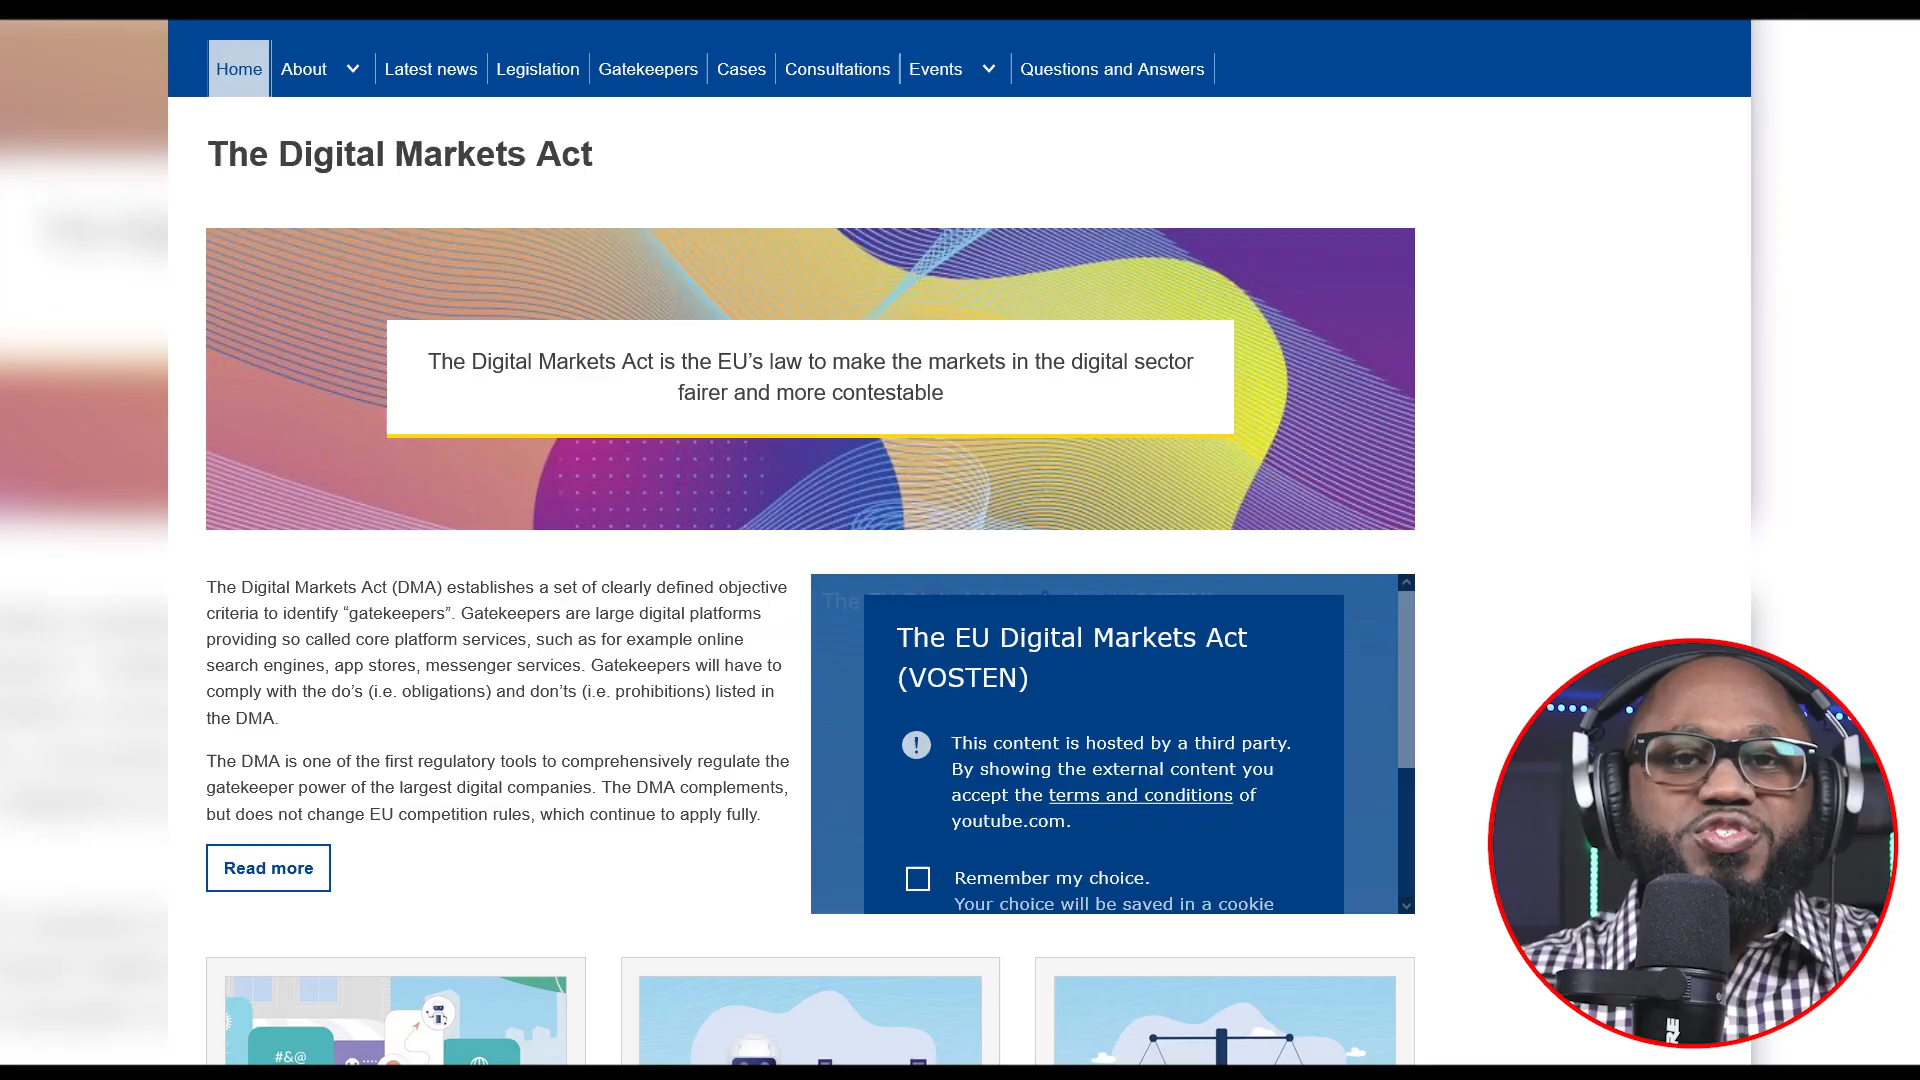 Home
About
Latest news
Legislation
Gatekeepers
Cases
Consultations
Events
Questions and Answers
The Digital Markets Act
The Digital Markets Act is the EU’s law to make the markets in the digital sector
fairer and more contestable
The Digital Markets Act (DMA) establishes a set of clearly defined objective
criteria to identify “gatekeepers”. Gatekeepers are large digital platforms
providing so called core platform services, such as for example online
search engines, app stores, messenger services. Gatekeepers will have to
comply with the do’s (i.e. obligations) and don’ts (i.e. prohibitions) listed in
the DMA.
The DMA is one of the first regulatory tools to comprehensively regulate the
gatekeeper power of the largest digital companies. The DMA complements,
but does not change EU competition rules, which continue to apply fully.
Read more
The EU Digital Markets Act
(VOSTEN)
This content is hosted by a third party.
By showing the external content you
accept the terms and conditions of
youtube.com.
Remember my choice.
Your choice will be saved in a cookie
#&@